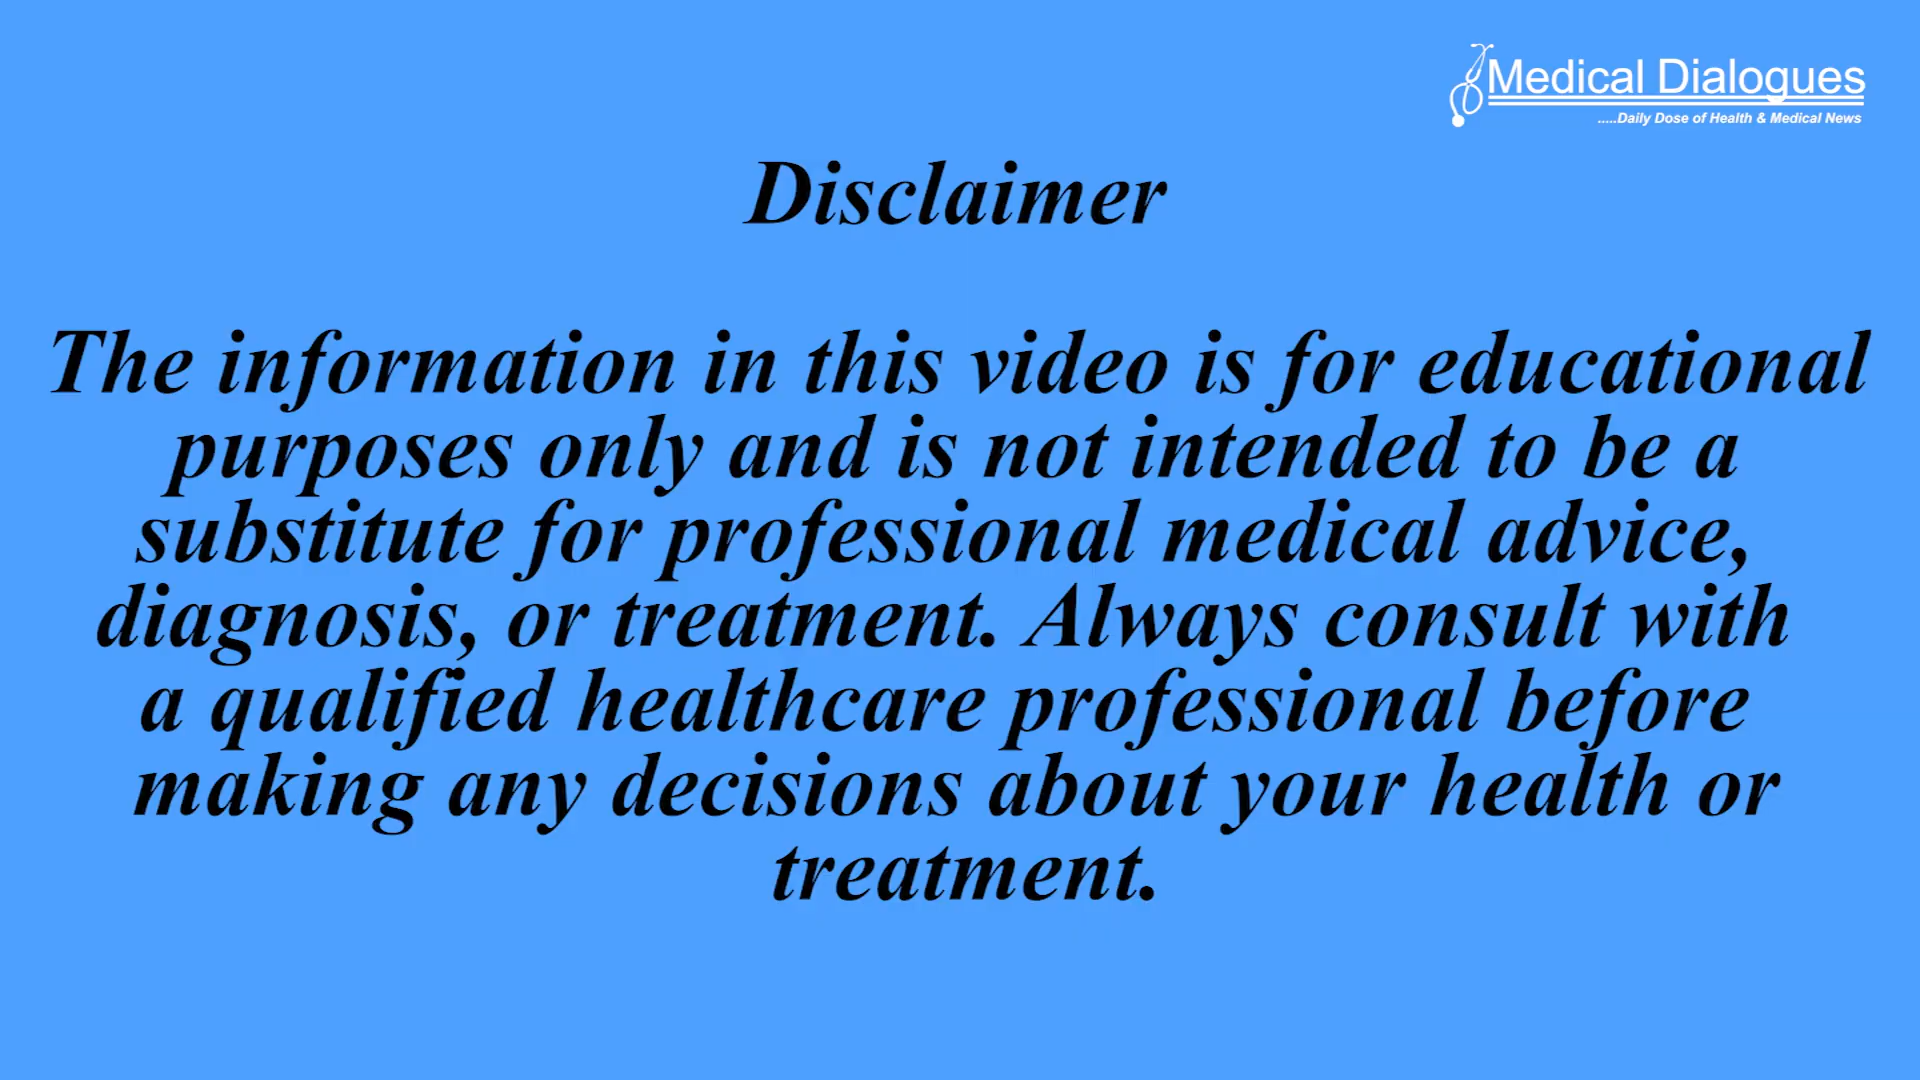 Medical Dialogues
.....Daily Dose of Health & Medical News
Disclaimer
The information in this video is for educational
purposes only and is not intended to be a
substitute for professional medical advice,
diagnosis, or treatment. Always consult with
a qualified healthcare professional before
making any decisions about your health or
treatment.